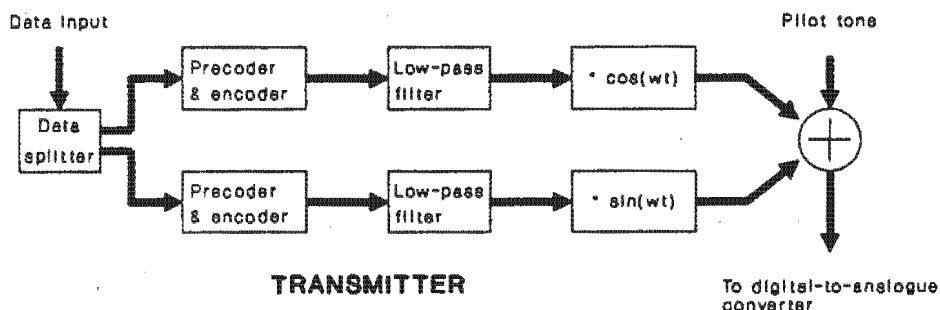 Data input
Pilot tone
Precoder
& encoder
Low-pass
filter
* cos(wt)
Data
splitter
Precoder
& encoder
Low-pass
filter
* sin(wt)
TRANSMITTER
To digital-to-analogue
converter